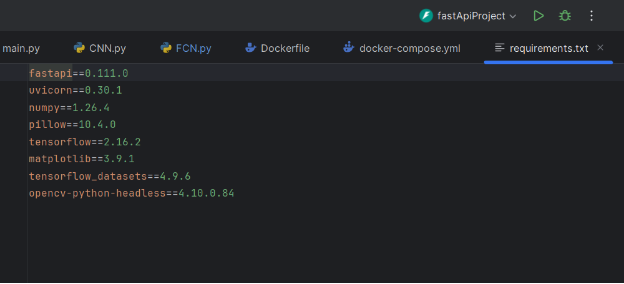 fastApiProject
main.py CNN.py FCN.py Dockerfile docker-compose.yml requirements.txt
fastapi==0.111.0
uvicorn==0.30.1
numpy==1.26.4
pillow==10.4.0
tensorflow==2.16.2
matplotlib==3.9.1
tensorflow_datasets==4.9.6
opencv-python-headless==4.10.0.84